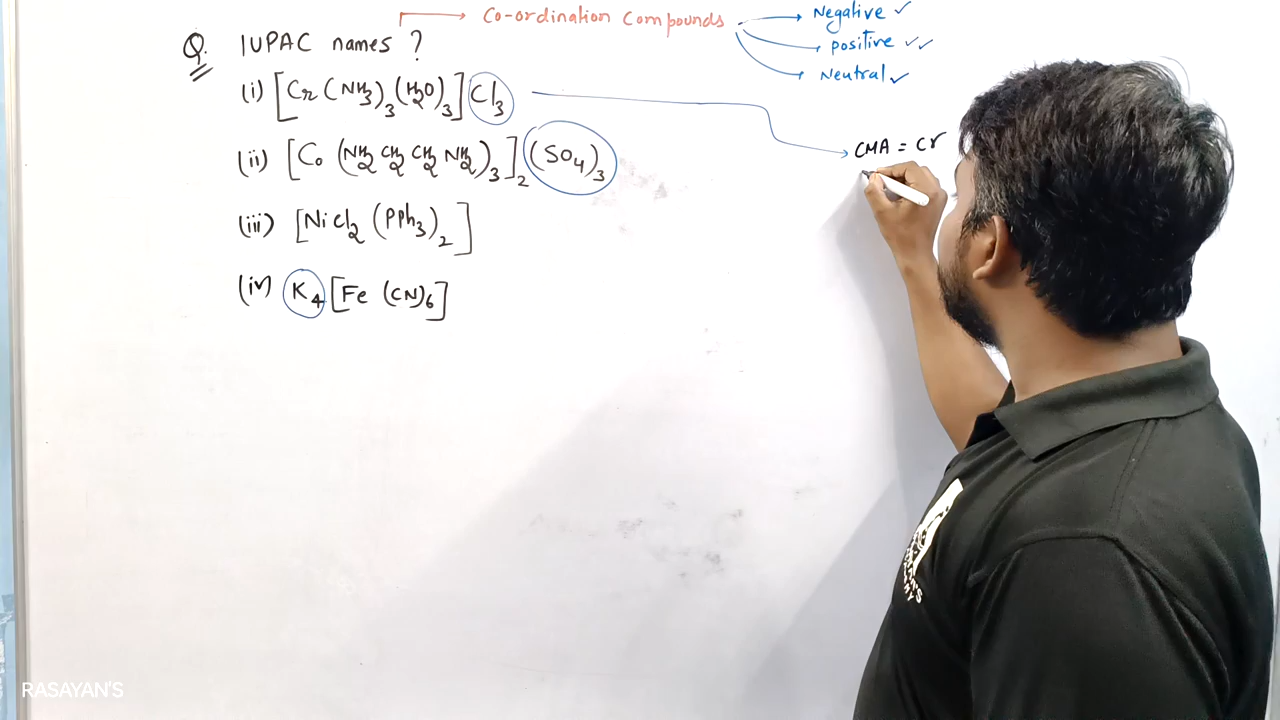 Co-ordination Compounds
Negative ✓
positive ✓✓
Neutral ✓
Q. IUPAC names ?
(i) [Cr(NH₃)₃(H₂O)₃]Cl₃
CMA = Cr
(ii) [Co(NH₂CH₂CH₂NH₂)₃]₂(SO₄)₃
(iii) [NiCl₂(PPh₃)₂]
(iv) K₄[Fe(CN)₆]
RASAYAN'S